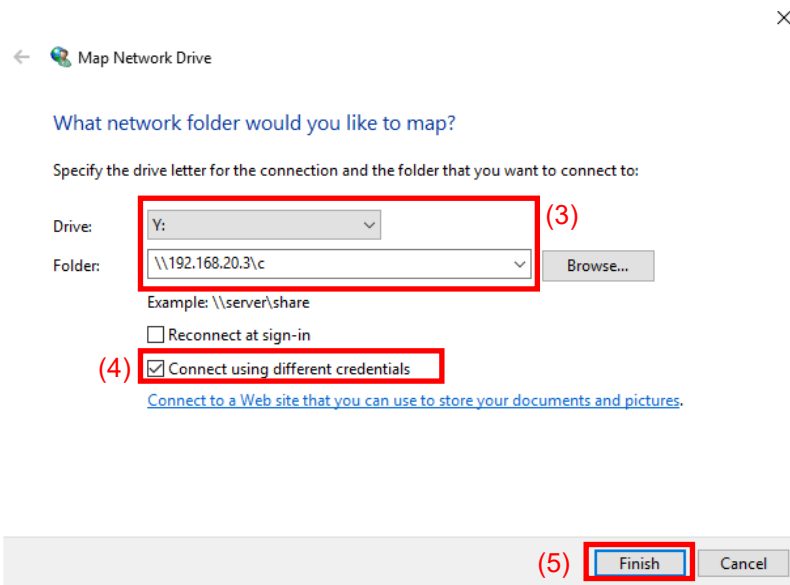 Map Network Drive
What network folder would you like to map?
Specify the drive letter for the connection and the folder that you want to connect to:
Drive: Y: (3)
Folder: \\192.168.20.3\c Browse...
Example: \\server\share
Reconnect at sign-in
(4) Connect using different credentials
Connect to a Web site that you can use to store your documents and pictures.
(5) Finish Cancel